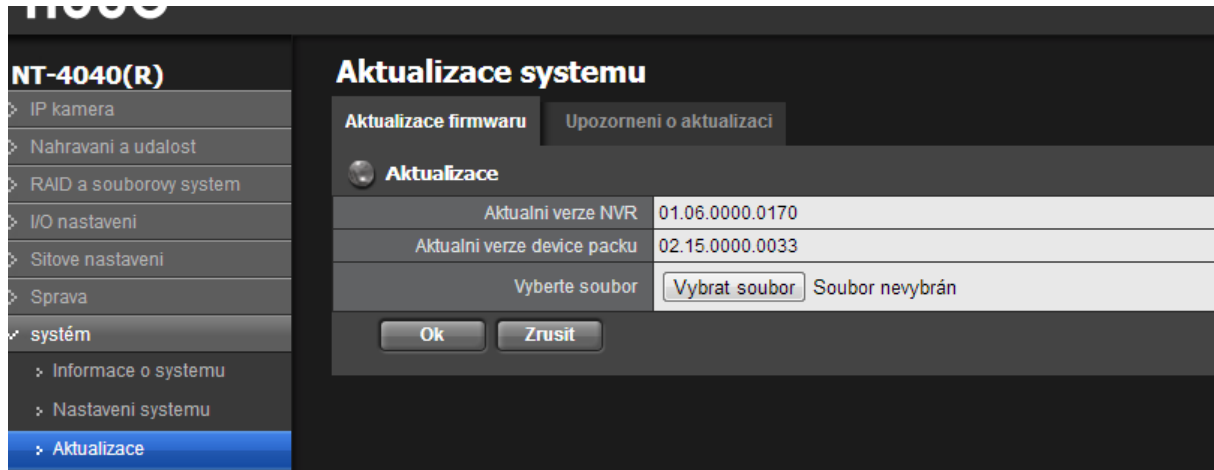 NT-4040(R)
IP kamera
Nahravani a udalost
RAID a souborovy system
I/O nastaveni
Sitove nastaveni
Sprava
systém
Informace o systemu
Nastaveni systemu
Aktualizace
Aktualizace systemu
Aktualizace firmwaru
Upozorneni o aktualizaci
Aktualizace
Aktualni verze NVR 01.06.0000.0170
Aktualni verze device packu 02.15.0000.0033
Vyberte soubor Vybrat soubor Soubor nevybrán
Ok Zrusit